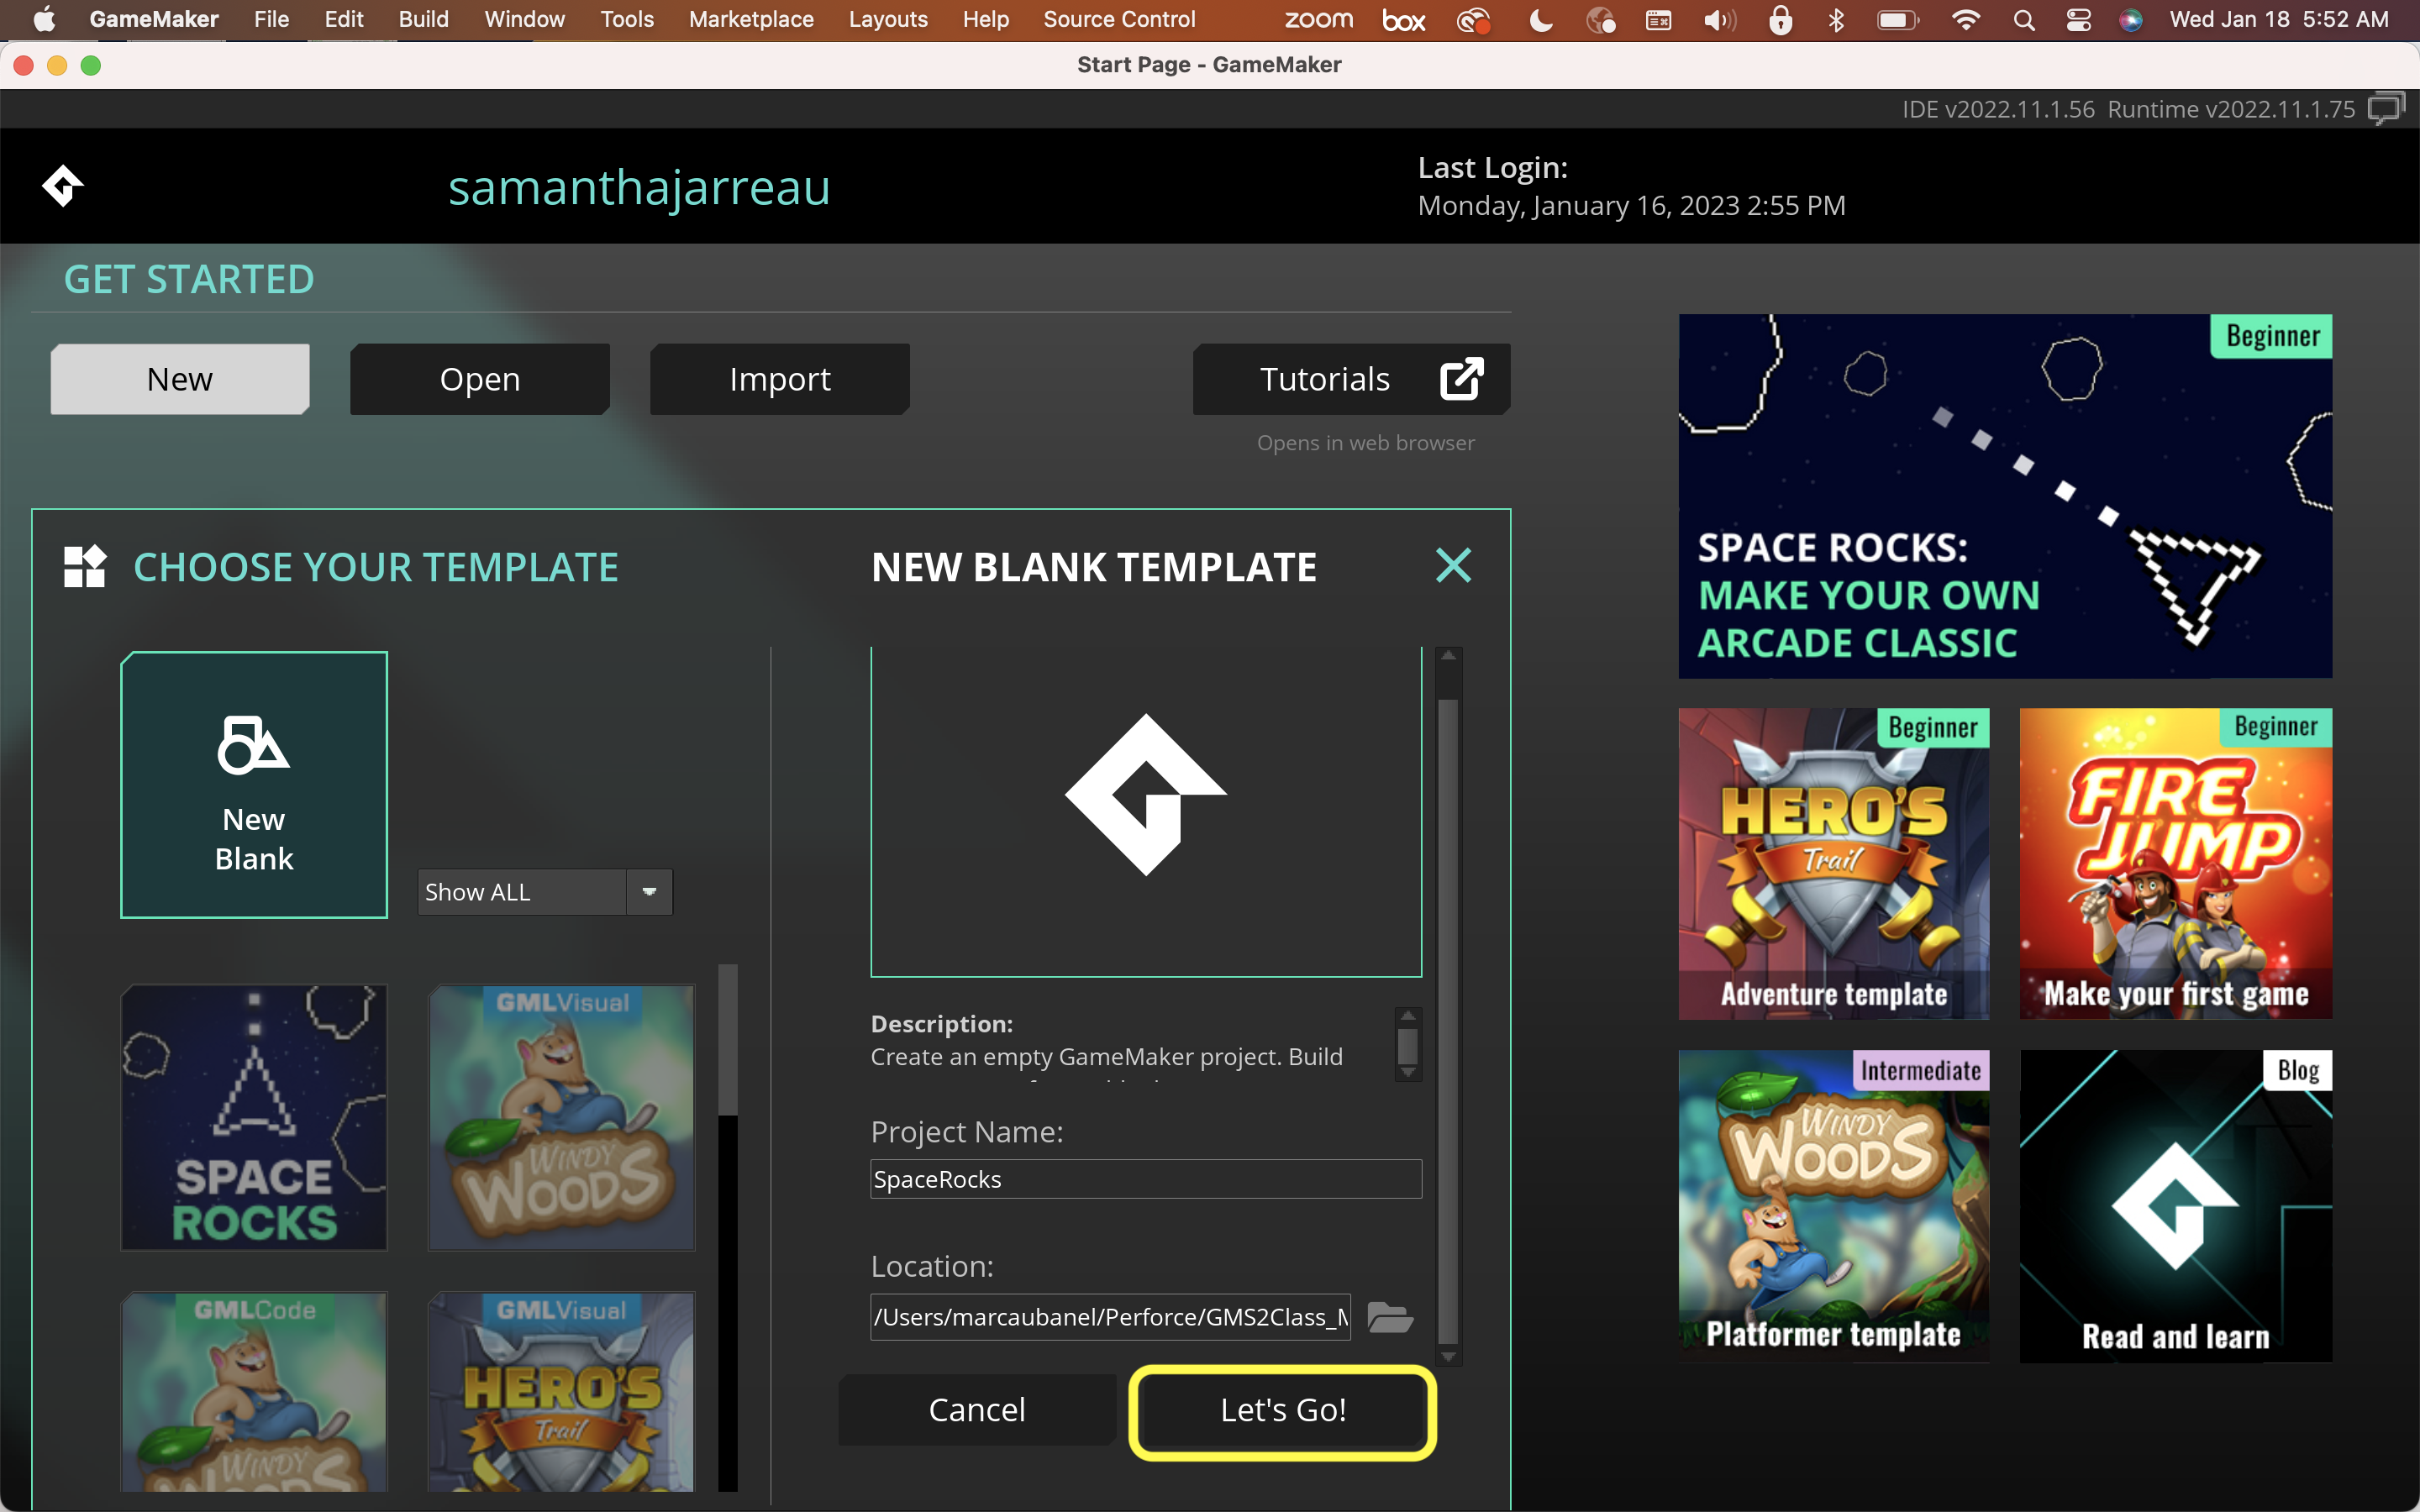 GameMaker File Edit Build Window Tools Marketplace Layouts Help Source Control zoom box Wed Jan 18 5:52 AM
Start Page - GameMaker
IDE v2022.11.1.56 Runtime v2022.11.1.75
samanthajarreau
Last Login:
Monday, January 16, 2023 2:55 PM
GET STARTED
New
Open
Import
Tutorials
Opens in web browser
CHOOSE YOUR TEMPLATE
New
Blank
Show ALL
SPACE
ROCKS
GMLVisual
WINDY
WOODS
GMLCode
WINDY
GMLVisual
HERO'S
Trail
NEW BLANK TEMPLATE
Description:
Create an empty GameMaker project. Build
Project Name:
SpaceRocks
Location:
/Users/marcaubanel/Perforce/GMS2Class_M
Cancel
Let's Go!
Beginner
SPACE ROCKS:
MAKE YOUR OWN
ARCADE CLASSIC
Beginner
HERO'S
Trail
Adventure template
Beginner
FIRE
JUMP
Make your first game
Intermediate
WINDY
WOODS
Platformer template
Blog
Read and learn